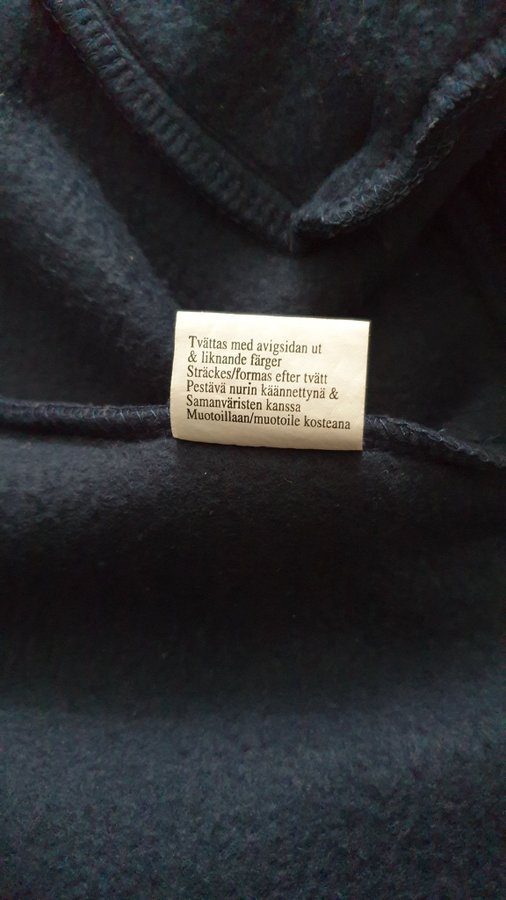 Tvättas med avigsidan ut
& liknande färger
Sträckes/formas efter tvätt
Pestävä nurin käännettynä &
Samanväristen kanssa
Muotoillaan/muotoile kosteana